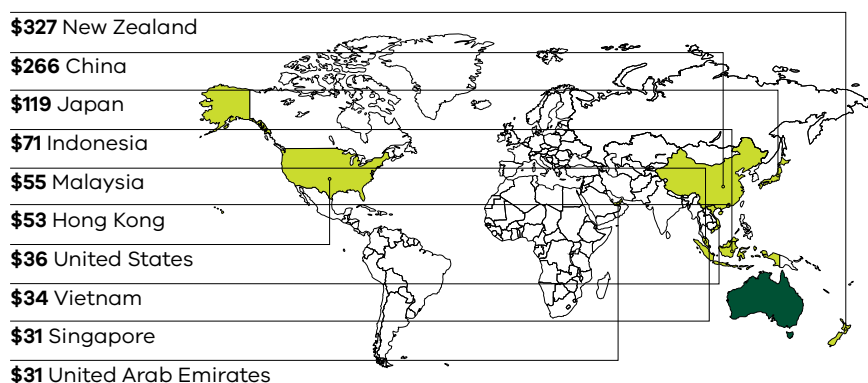 $327 New Zealand
$266 China
$119 Japan
$71 Indonesia
$55 Malaysia
$53 Hong Kong
$36 United States
$34 Vietnam
$31 Singapore
$31 United Arab Emirates